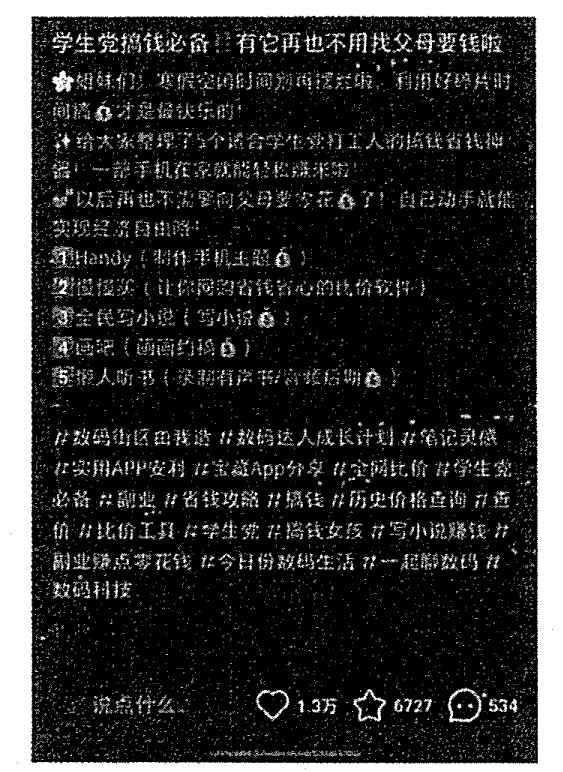 学生党搞钱必备‼️有它再也不用找父母要钱啦
🌟姐妹们！寒假空闲时间别再摆烂啦，利用好碎片时
间搞💰才是最快乐的！
✨给大家整理了5个适合学生党打工人的搞钱省钱神
器！一部手机在家就能轻松赚米啦！
以后再也不需要向父母要零花💰了！自己动手就能
实现经济自由咯！
1️⃣Handy（制作手机主题💰）
2️⃣慢慢买（让你网购省钱省心的比价软件）
3️⃣全民写小说（写小说💰）
4️⃣画吧（画画约稿💰）
5️⃣懒人听书（录制有声书/音频后期💰）
#数码街区由我逛 #数码达人成长计划 #笔记灵感
#实用APP安利 #宝藏App分享 #全网比价 #学生党
必备 #副业 #省钱攻略 #搞钱 #历史价格查询 #查
价 #比价工具 #学生党 #搞钱女孩 #写小说赚钱 #
副业赚点零花钱 #今日份数码生活 #一起聊数码 #
数码科技
说点什么... 1.3万 6727 534